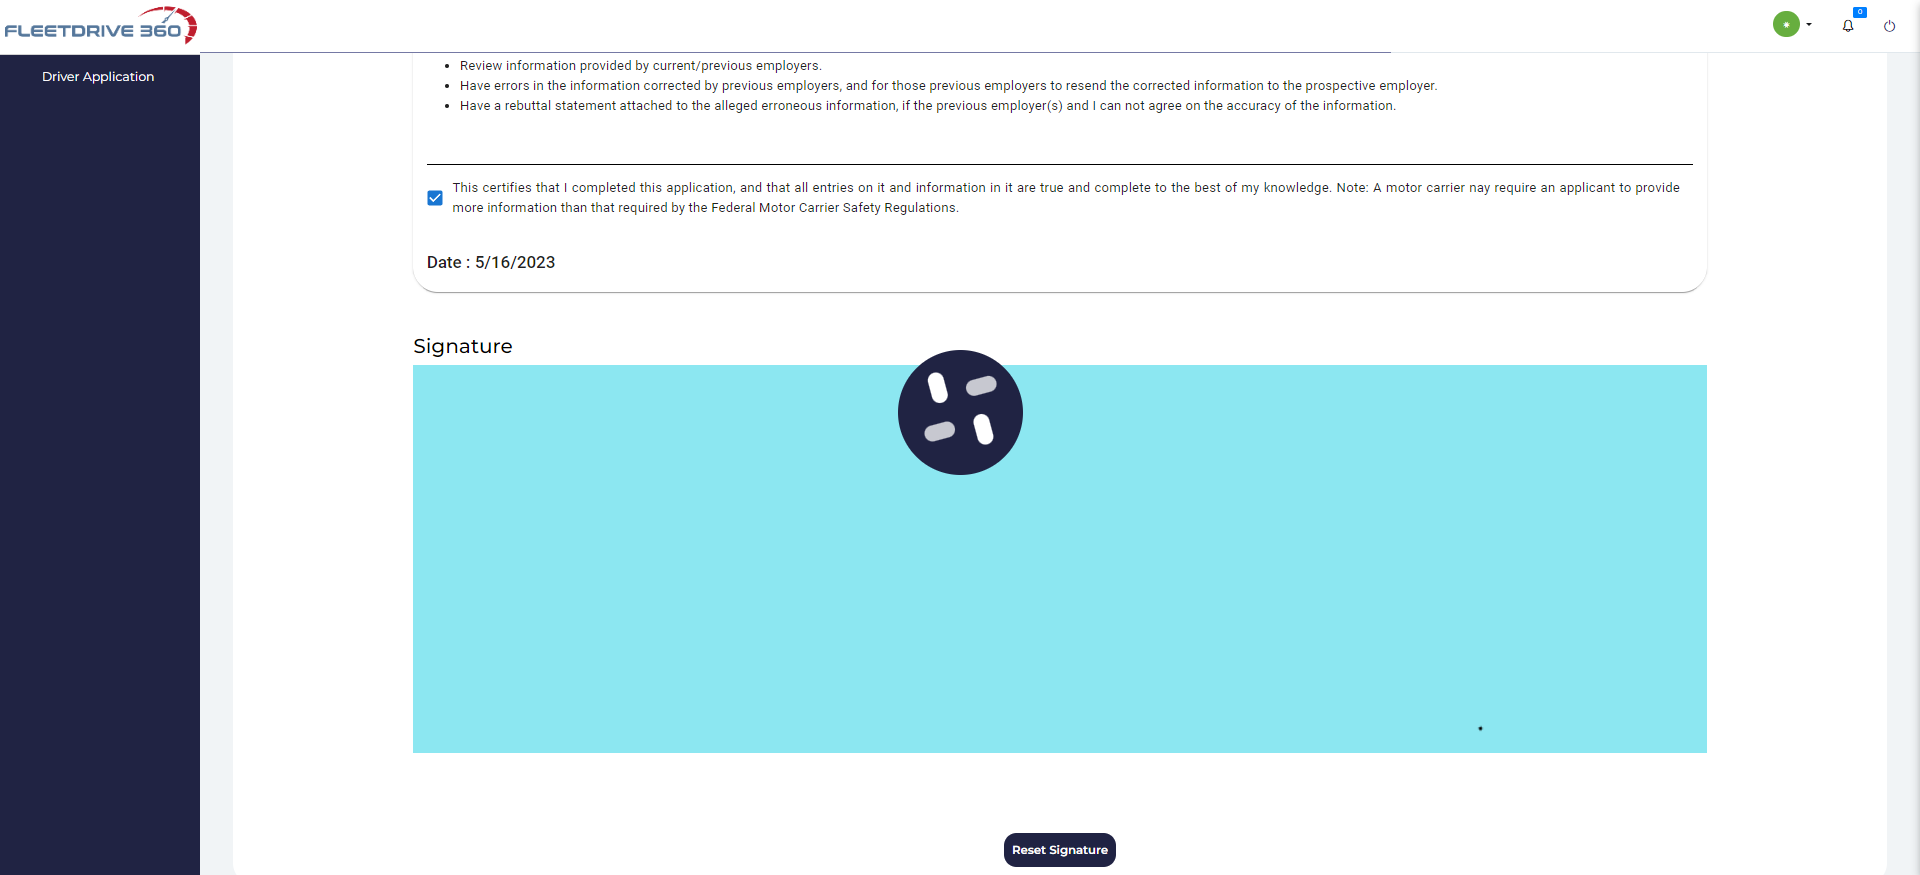 FLEETDRIVE 360
0
Driver Application
Review information provided by current/previous employers.
Have errors in the information corrected by previous employers, and for those previous employers to resend the corrected information to the prospective employer.
Have a rebuttal statement attached to the alleged erroneous information, if the previous employer(s) and I can not agree on the accuracy of the information.
This certifies that I completed this application, and that all entries on it and information in it are true and complete to the best of my knowledge. Note: A motor carrier nay require an applicant to provide
more information than that required by the Federal Motor Carrier Safety Regulations.
Date : 5/16/2023
Signature
Reset Signature